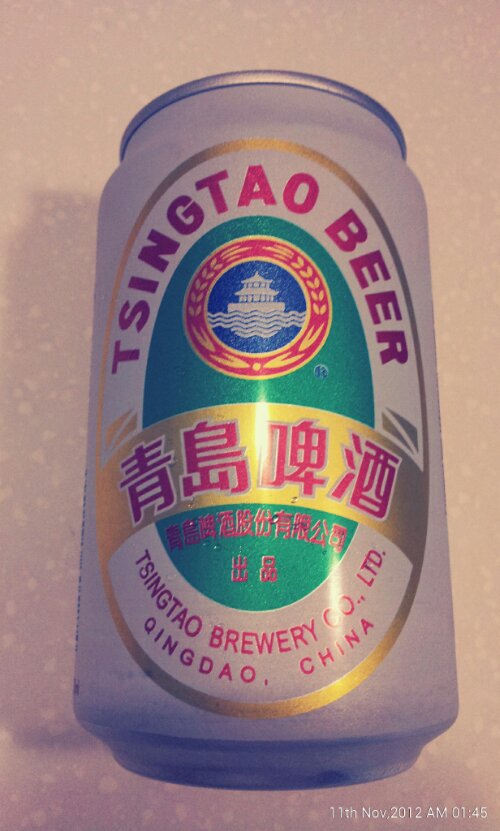 TSINGTAO BEER
®
青島啤酒
青島啤酒股份有限公司
出品
TSINGTAO BREWERY CO., LTD.
QINGDAO, CHINA
11th Nov,2012 AM 01:45